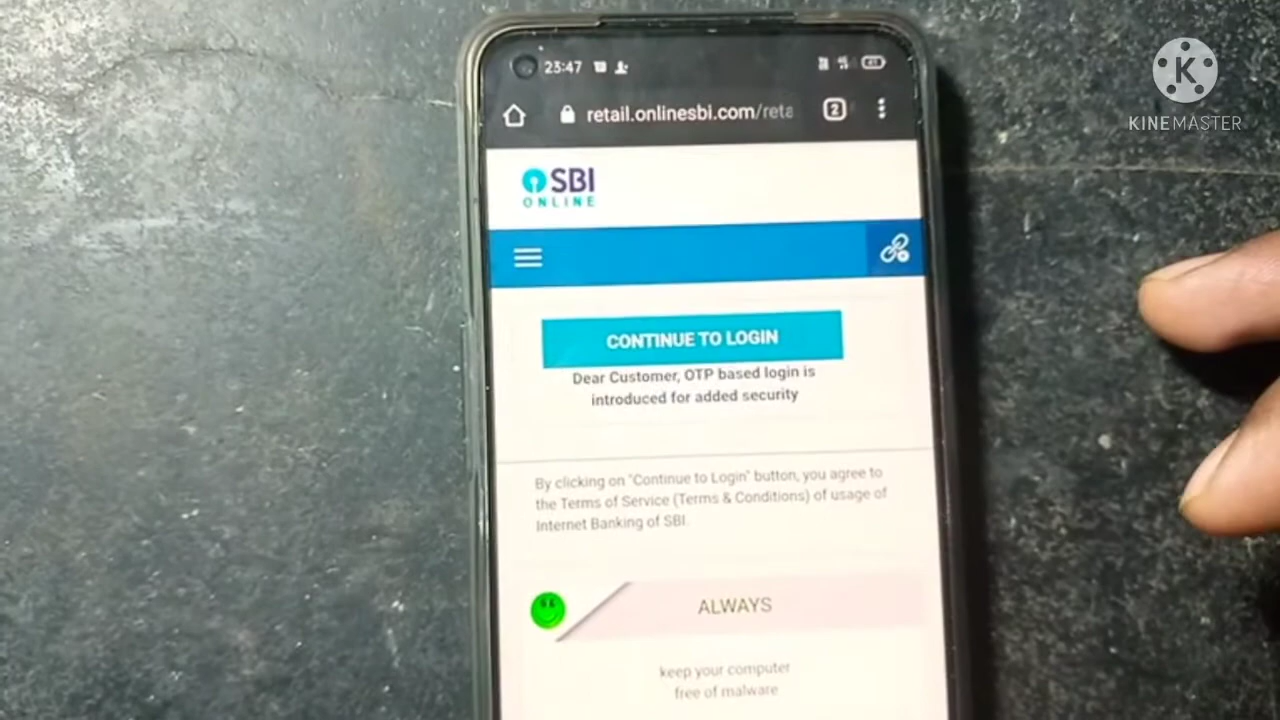 K
KINEMASTER
23:47
retail.onlinesbi.com/reta
2
SBI
ONLINE
CONTINUE TO LOGIN
Dear Customer, OTP based login is
introduced for added security
By clicking on "Continue to Login" button, you agree to
the Terms of Service (Terms & Conditions) of usage of
Internet Banking of SBI.
ALWAYS
keep your computer
free of malware